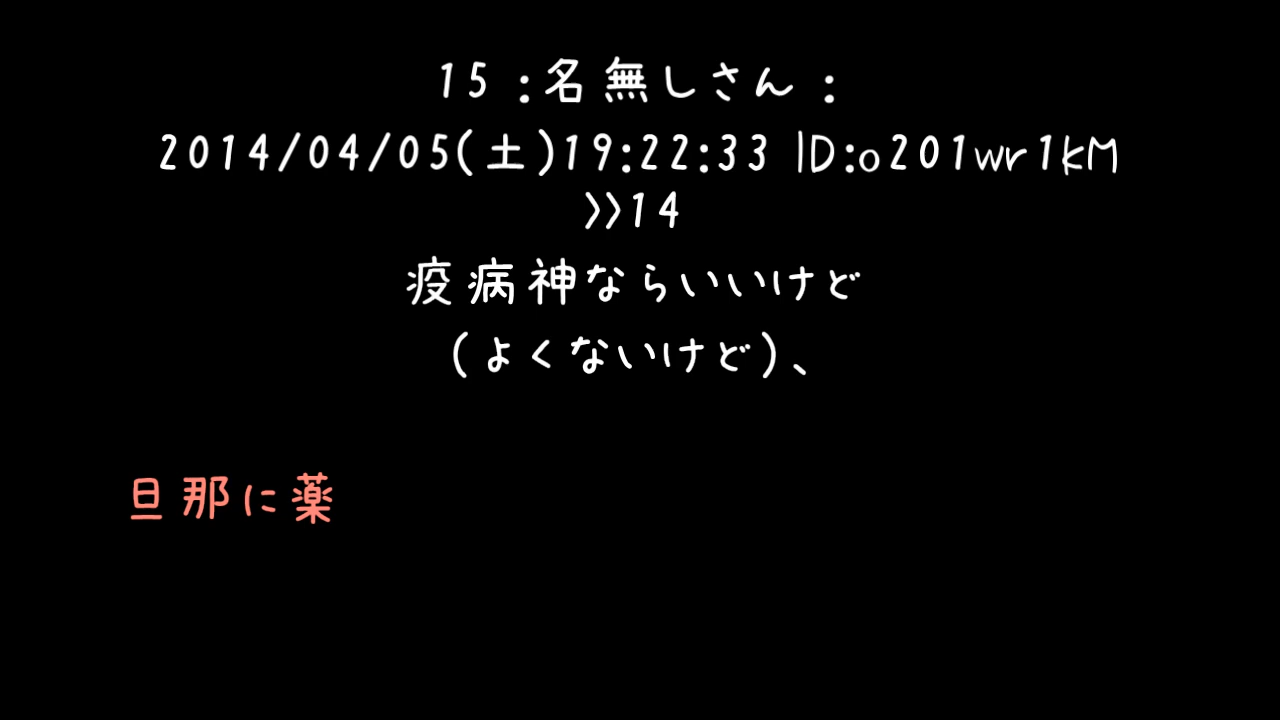 15 :名無しさん :
2014/04/05(土)19:22:33 ID:o201wr1kM
>>14
疫病神ならいいけど
(よくないけど)、
旦那に薬